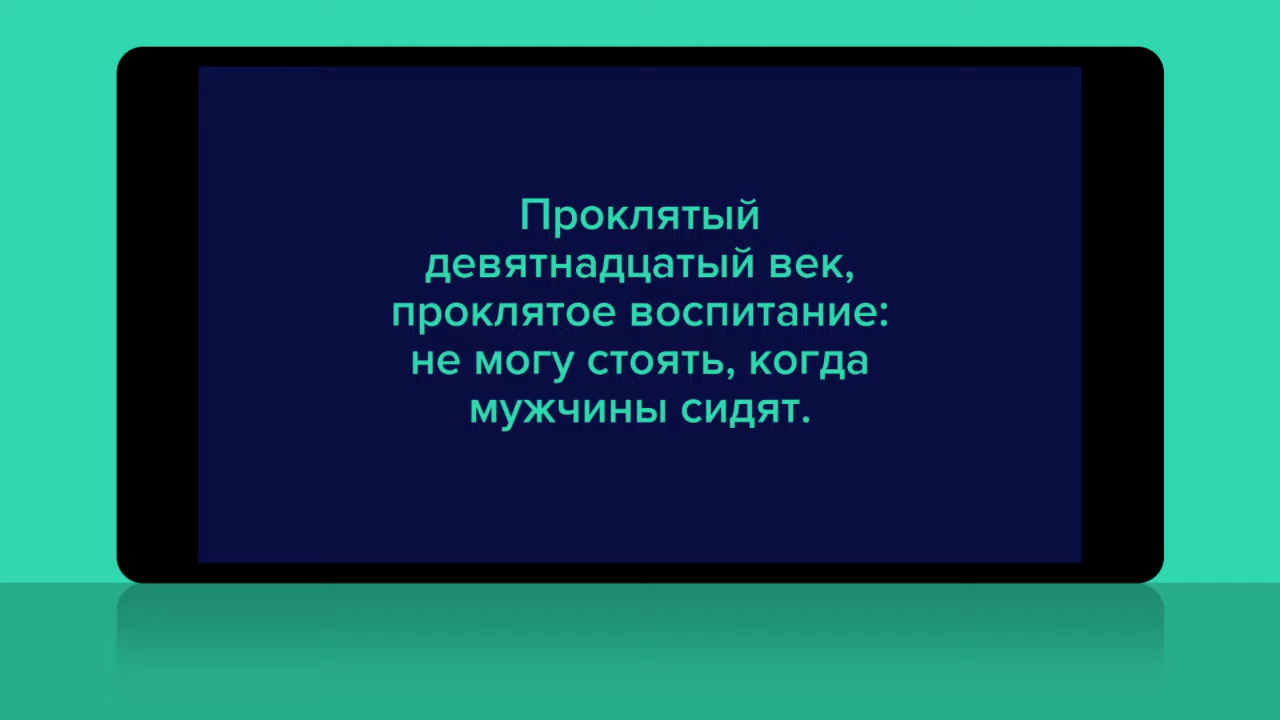 Проклятый
девятнадцатый век,
проклятое воспитание:
не могу стоять, когда
мужчины сидят.